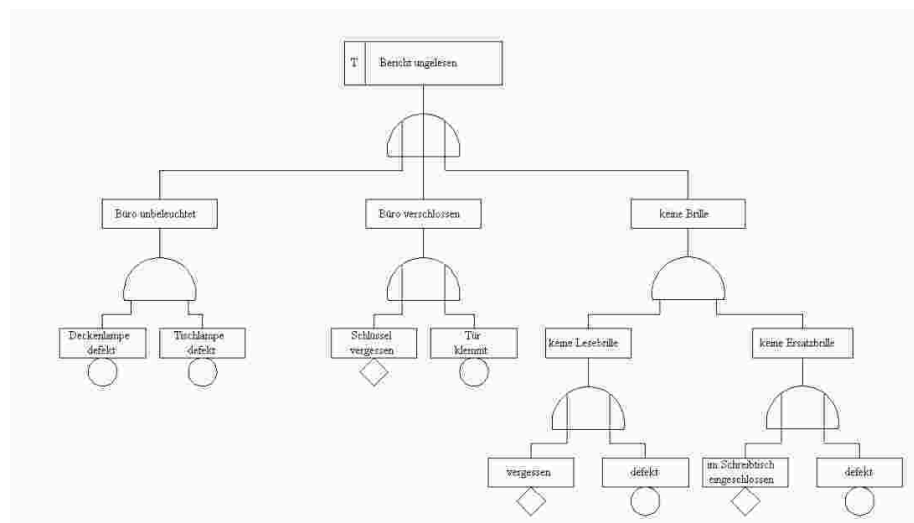 T Bericht ungelesen
Büro unbeleuchtet
Büro verschlossen
keine Brille
Deckenlampe
defekt
Tischlampe
defekt
Schlüssel
vergessen
Tür
klemmt
keine Lesebrille
keine Ersatzbrille
vergessen
defekt
im Schreibtisch
eingeschlossen
defekt